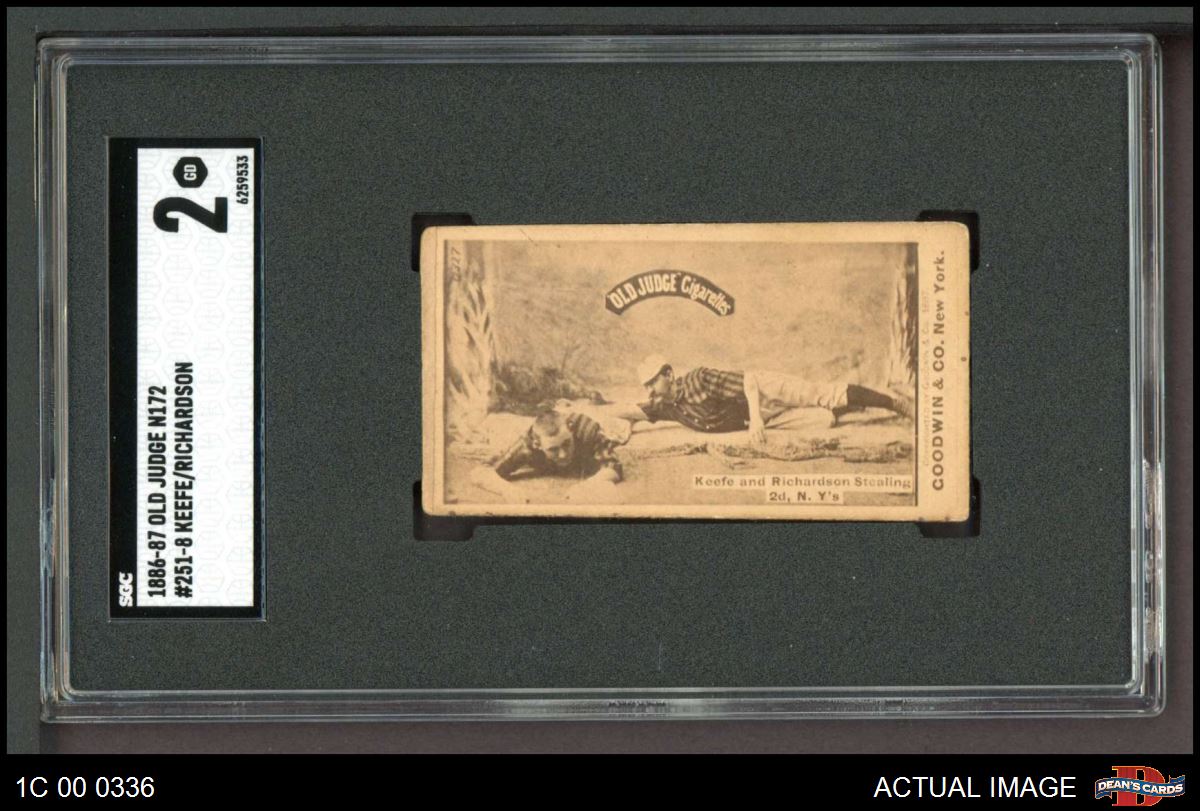 SGC
1886-87 OLD JUDGE N172
#251-8 KEEFE/RICHARDSON
2
GD
6259533
"OLD JUDGE" Cigarettes
Keefe and Richardson Stealing
2d, N. Y's
GOODWIN & CO. New York.
1C 00 0336
ACTUAL IMAGE
DEAN'S CARDS